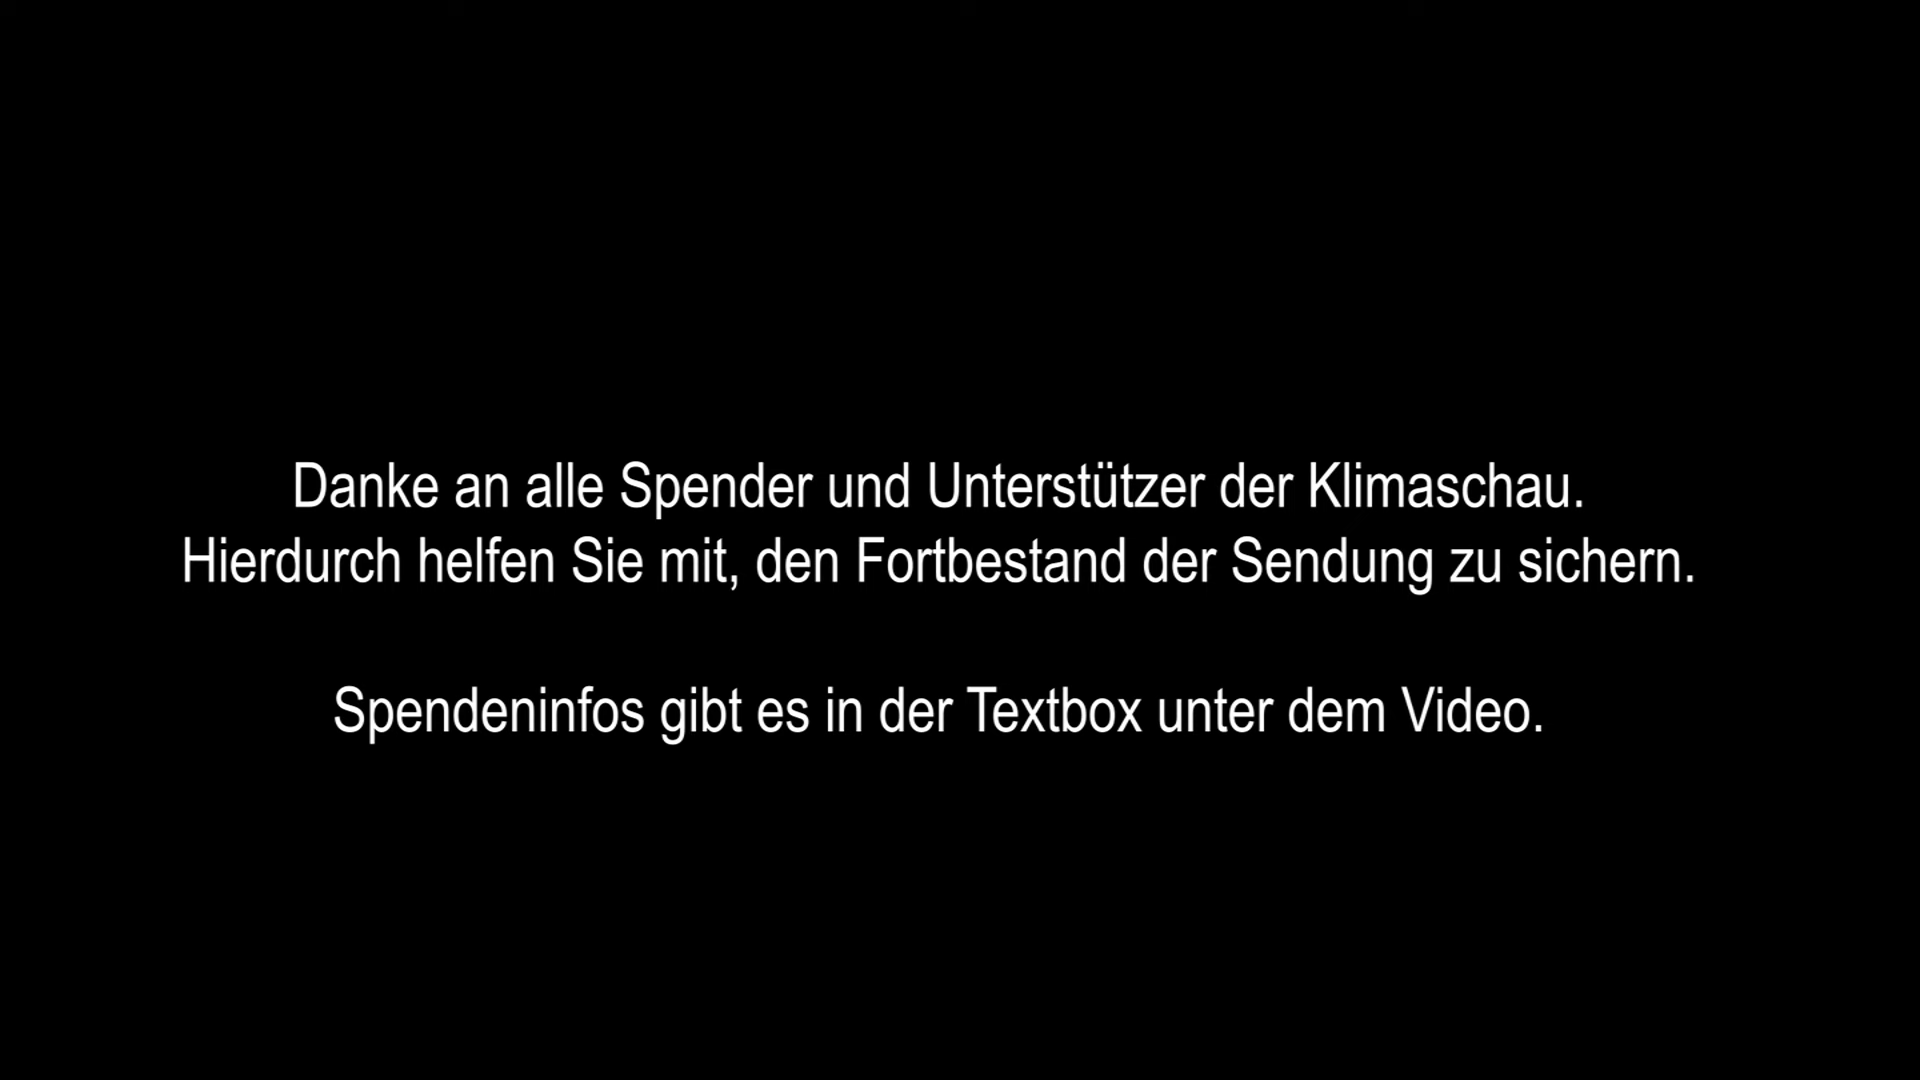 Danke an alle Spender und Unterstützer der Klimaschau.
Hierdurch helfen Sie mit, den Fortbestand der Sendung zu sichern.
Spendeninfos gibt es in der Textbox unter dem Video.